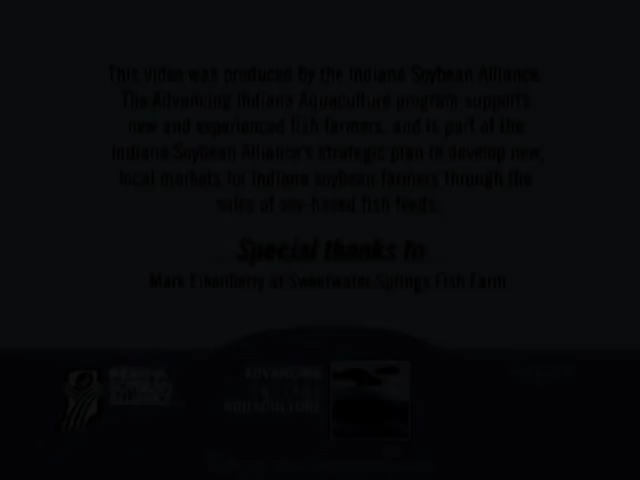 This video was produced by the Indiana Soybean Alliance.
The Advancing Indiana Aquaculture program supports
new and experienced fish farmers, and is part of the
Indiana Soybean Alliance's strategic plan to develop new,
local markets for Indiana soybean farmers through the
sales of soy-based fish feeds.
Special thanks to
Mark Eikenberry at Sweetwater Springs Fish Farm
ADVANCING
AQUACULTURE